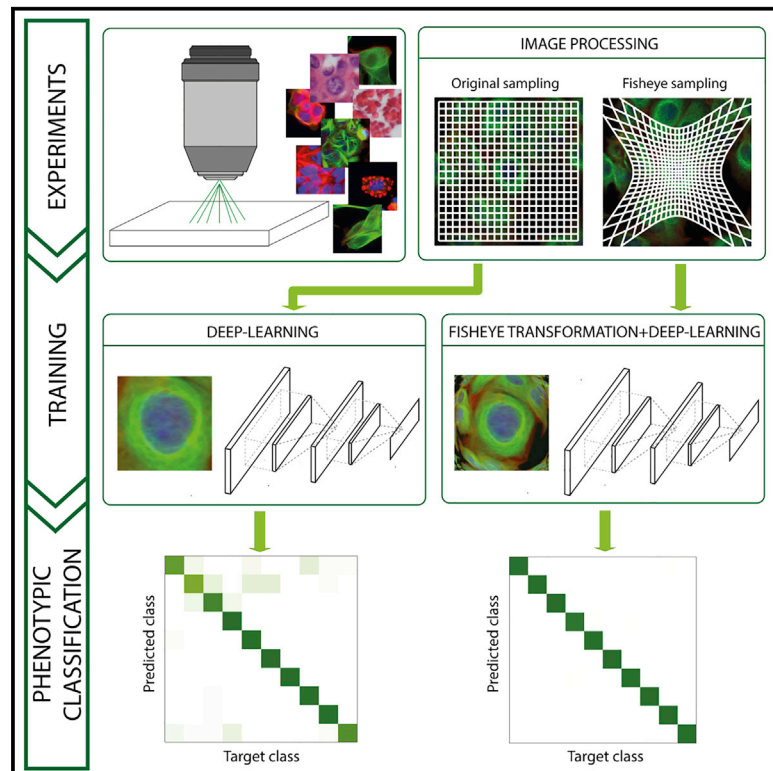 EXPERIMENTS
IMAGE PROCESSING
Original sampling
Fisheye sampling
TRAINING
DEEP-LEARNING
FISHEYE TRANSFORMATION+DEEP-LEARNING
PHENOTYPIC
CLASSIFICATION
Predicted class
Target class
Predicted class
Target class